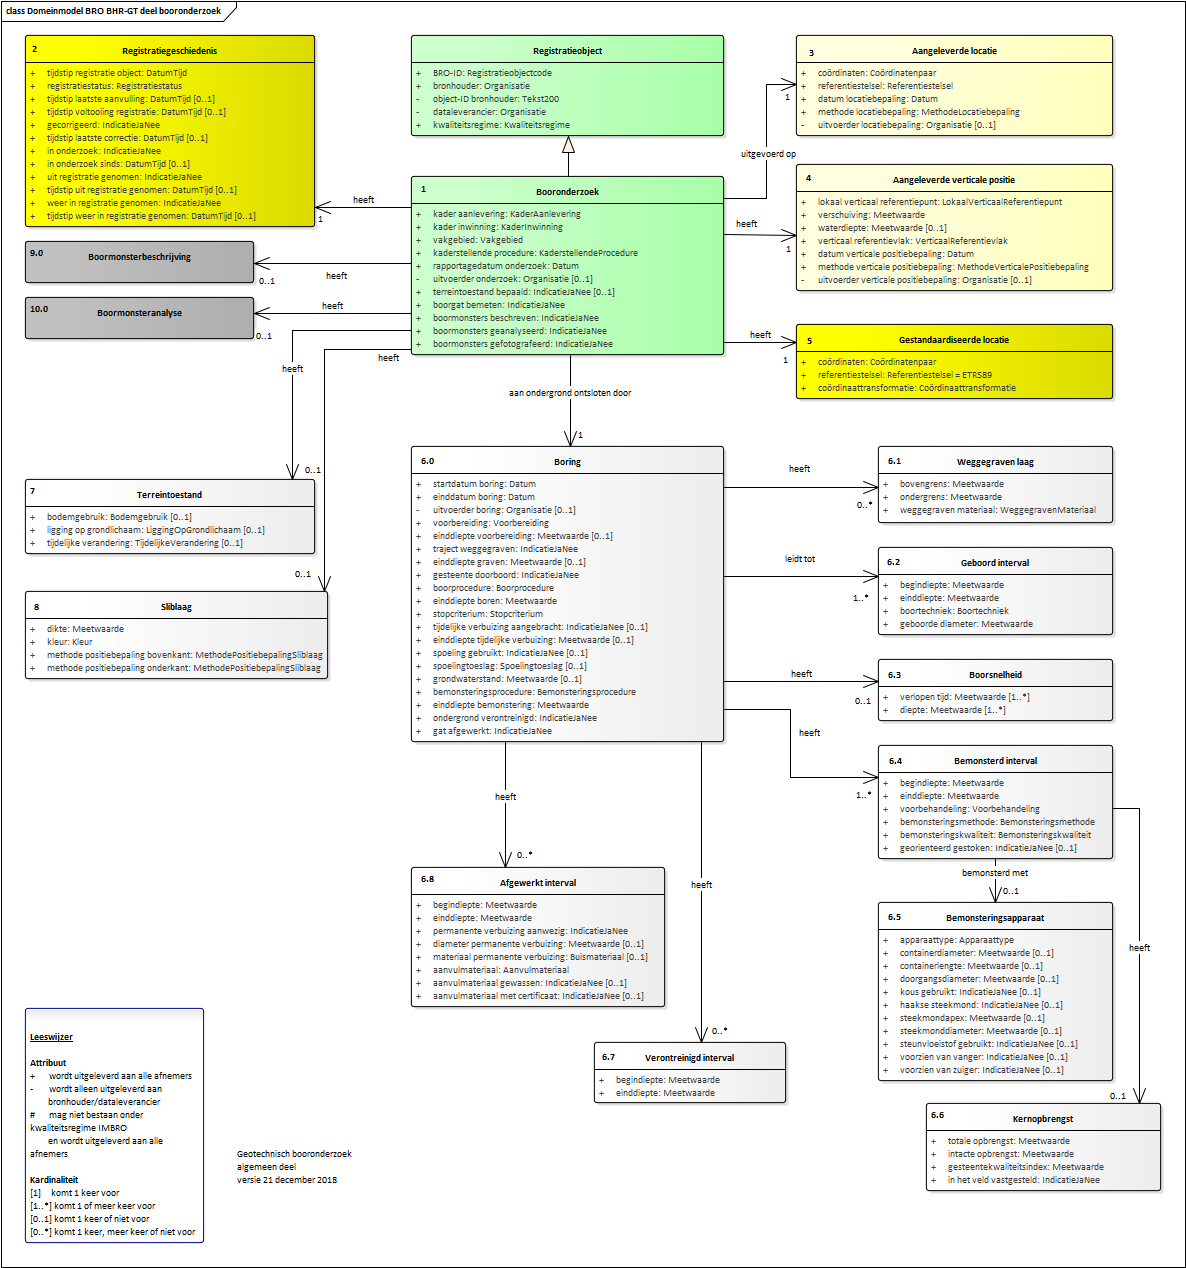 class Domeinmodel BRO BHR-GT deel booronderzoek
2
Registratiegeschiedenis
+ tijdstip registratie object: DatumTijd
+ registratiestatus: Registratiestatus
+ tijdstip laatste aanvulling: DatumTijd [0..1]
+ tijdstip voltooiing registratie: DatumTijd [0..1]
+ gecorrigeerd: IndicatieJaNee
+ tijdstip laatste correctie: DatumTijd [0..1]
+ in onderzoek: IndicatieJaNee
+ in onderzoek sinds: DatumTijd [0..1]
+ uit registratie genomen: IndicatieJaNee
+ tijdstip uit registratie genomen: DatumTijd [0..1]
+ weer in registratie genomen: IndicatieJaNee
+ tijdstip weer in registratie genomen: DatumTijd [0..1]
Registratieobject
+ BRO-ID: Registratieobjectcode
+ bronhouder: Organisatie
- object-ID bronhouder: Tekst200
- dataleverancier: Organisatie
+ kwaliteitsregime: Kwaliteitsregime
3
Aangeleverde locatie
+ coördinaten: Coördinatenpaar
+ referentiestelsel: Referentiestelsel
+ datum locatiebepaling: Datum
+ methode locatiebepaling: MethodeLocatiebepaling
- uitvoerder locatiebepaling: Organisatie [0..1]
1
uitgevoerd op
1
Booronderzoek
+ kader aanlevering: KaderAanlevering
+ kader inwinning: KaderInwinning
+ vakgebied: Vakgebied
+ kaderstellende procedure: KaderstellendeProcedure
+ rapportagedatum onderzoek: Datum
- uitvoerder onderzoek: Organisatie [0..1]
+ terreintoestand bepaald: IndicatieJaNee [0..1]
+ boorgat bemeten: IndicatieJaNee
+ boormonsters beschreven: IndicatieJaNee
+ boormonsters geanalyseerd: IndicatieJaNee
+ boormonsters gefotografeerd: IndicatieJaNee
heeft
1
4
Aangeleverde verticale positie
+ lokaal verticaal referentiepunt: LokaalVerticaalReferentiepunt
+ verschuiving: Meetwaarde
+ waterdiepte: Meetwaarde [0..1]
+ verticaal referentievlak: VerticaalReferentievlak
+ datum verticale positiebepaling: Datum
+ methode verticale positiebepaling: MethodeVerticalePositiebepaling
- uitvoerder verticale positiebepaling: Organisatie [0..1]
heeft
1
9.0
Boormonsterbeschrijving
heeft
0..1
10.0
Boormonsteranalyse
heeft
0..1
heeft
heeft
heeft
1
5
Gestandaardiseerde locatie
+ coördinaten: Coördinatenpaar
+ referentiestelsel: Referentiestelsel = ETRS89
+ coördinaattransformatie: Coördinaattransformatie
aan ondergrond ontsloten door
1
0..1
7
Terreintoestand
+ bodemgebruik: Bodemgebruik [0..1]
+ ligging op grondlichaam: LiggingOpGrondlichaam [0..1]
+ tijdelijke verandering: TijdelijkeVerandering [0..1]
0..1
8
Sliblaag
+ dikte: Meetwaarde
+ kleur: Kleur
+ methode positiebepaling bovenkant: MethodePositiebepalingSliblaag
+ methode positiebepaling onderkant: MethodePositiebepalingSliblaag
6.0
Boring
+ startdatum boring: Datum
+ einddatum boring: Datum
- uitvoerder boring: Organisatie [0..1]
+ voorbereiding: Voorbereiding
+ einddiepte voorbereiding: Meetwaarde [0..1]
+ traject weggegraven: IndicatieJaNee
+ einddiepte graven: Meetwaarde [0..1]
+ gesteente doorboord: IndicatieJaNee
+ boorprocedure: Boorprocedure
+ einddiepte boren: Meetwaarde
+ stopcriterium: Stopcriterium
+ tijdelijke verbuizing aangebracht: IndicatieJaNee [0..1]
+ einddiepte tijdelijke verbuizing: Meetwaarde [0..1]
+ spoeling gebruikt: IndicatieJaNee [0..1]
+ spoelingtoeslag: Spoelingtoeslag [0..1]
+ grondwaterstand: Meetwaarde [0..1]
+ bemonsteringsprocedure: Bemonsteringsprocedure
+ einddiepte bemonstering: Meetwaarde
+ ondergrond verontreinigd: IndicatieJaNee
+ gat afgewerkt: IndicatieJaNee
heeft
0..*
6.1
Weggegraven laag
+ bovengrens: Meetwaarde
+ ondergrens: Meetwaarde
+ weggegraven materiaal: WeggegravenMateriaal
leidt tot
1..*
6.2
Geboord interval
+ begindiepte: Meetwaarde
+ einddiepte: Meetwaarde
+ boortechniek: Boortechniek
+ geboorde diameter: Meetwaarde
heeft
0..1
6.3
Boorsnelheid
+ verlopen tijd: Meetwaarde [1..*]
+ diepte: Meetwaarde [1..*]
heeft
1..*
6.4
Bemonsterd interval
+ begindiepte: Meetwaarde
+ einddiepte: Meetwaarde
+ voorbehandeling: Voorbehandeling
+ bemonsteringsmethode: Bemonsteringsmethode
+ bemonsteringskwaliteit: Bemonsteringskwaliteit
+ georienteerd gestoken: IndicatieJaNee [0..1]
bemonsterd met
0..1
6.5
Bemonsteringsapparaat
+ apparaattype: Apparaattype
+ containerdiameter: Meetwaarde [0..1]
+ containerlengte: Meetwaarde [0..1]
+ doorgangsdiameter: Meetwaarde [0..1]
+ kous gebruikt: IndicatieJaNee [0..1]
+ haakse steekmond: IndicatieJaNee [0..1]
+ steekmondapex: Meetwaarde [0..1]
+ steekmonddiameter: Meetwaarde [0..1]
+ steunvloeistof gebruikt: IndicatieJaNee [0..1]
+ voorzien van vanger: IndicatieJaNee [0..1]
+ voorzien van zuiger: IndicatieJaNee [0..1]
heeft
0..1
6.6
Kernopbrengst
+ totale opbrengst: Meetwaarde
+ intacte opbrengst: Meetwaarde
+ gesteentekwaliteitsindex: Meetwaarde
+ in het veld vastgesteld: IndicatieJaNee
heeft
0..*
6.8
Afgewerkt interval
+ begindiepte: Meetwaarde
+ einddiepte: Meetwaarde
+ permanente verbuizing aanwezig: IndicatieJaNee
+ diameter permanente verbuizing: Meetwaarde [0..1]
+ materiaal permanente verbuizing: Buismateriaal [0..1]
+ aanvulmateriaal: Aanvulmateriaal
+ aanvulmateriaal gewassen: IndicatieJaNee [0..1]
+ aanvulmateriaal met certificaat: IndicatieJaNee [0..1]
heeft
0..*
6.7
Verontreinigd interval
+ begindiepte: Meetwaarde
+ einddiepte: Meetwaarde
Leeswijzer
Attribuut
+ wordt uitgeleverd aan alle afnemers
- wordt alleen uitgeleverd aan
bronhouder/dataleverancier
# mag niet bestaan onder
kwaliteitsregime IMBRO
en wordt uitgeleverd aan alle
afnemers
Kardinaliteit
[1] komt 1 keer voor
[1..*] komt 1 of meer keer voor
[0..1] komt 1 keer of niet voor
[0..*] komt 1 keer, meer keer of niet voor
Geotechnisch booronderzoek
algemeen deel
versie 21 december 2018